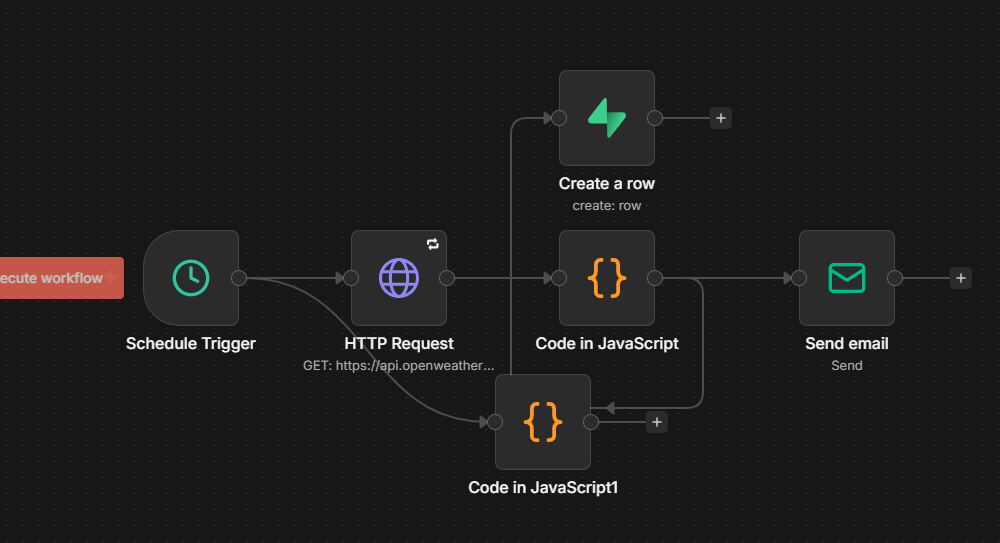 Create a row
create: row
ecute workflow
Schedule Trigger
HTTP Request
GET: https://api.openweather...
Code in JavaScript
Send email
Send
Code in JavaScript1